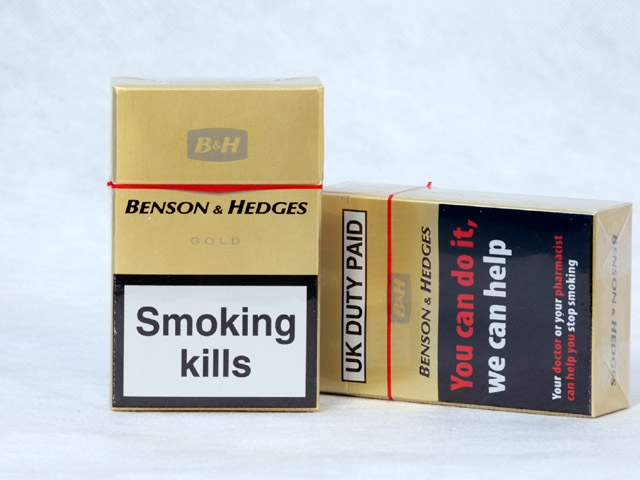 B&H
BENSON & HEDGES
GOLD
Smoking
kills
UK DUTY PAID
B&H
BENSON & HEDGES
You can do it,
we can help
Your doctor or your pharmacist
can help you stop smoking
BENSON & HEDGES